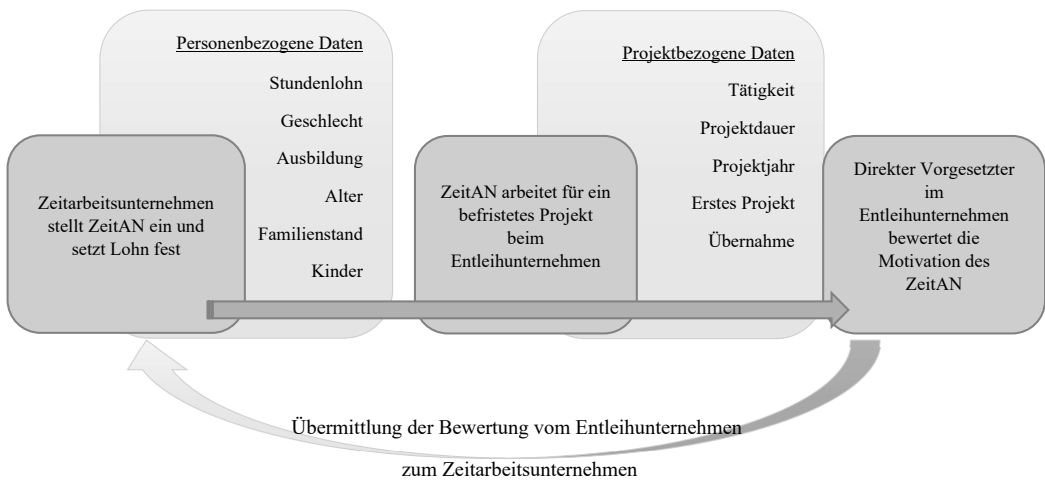 Personenbezogene Daten
Stundenlohn
Geschlecht
Ausbildung
Alter
Familienstand
Kinder
Projektbezogene Daten
Tätigkeit
Projektdauer
Projektjahr
Erstes Projekt
Übernahme
Zeitarbeitsunternehmen
stellt ZeitAN ein und
setzt Lohn fest
ZeitAN arbeitet für ein
befristetes Projekt
beim
Entleihunternehmen
Direkter Vorgesetzter
im
Entleihunternehmen
bewertet die
Motivation des
ZeitAN
Übermittlung der Bewertung vom Entleihunternehmen
zum Zeitarbeitsunternehmen